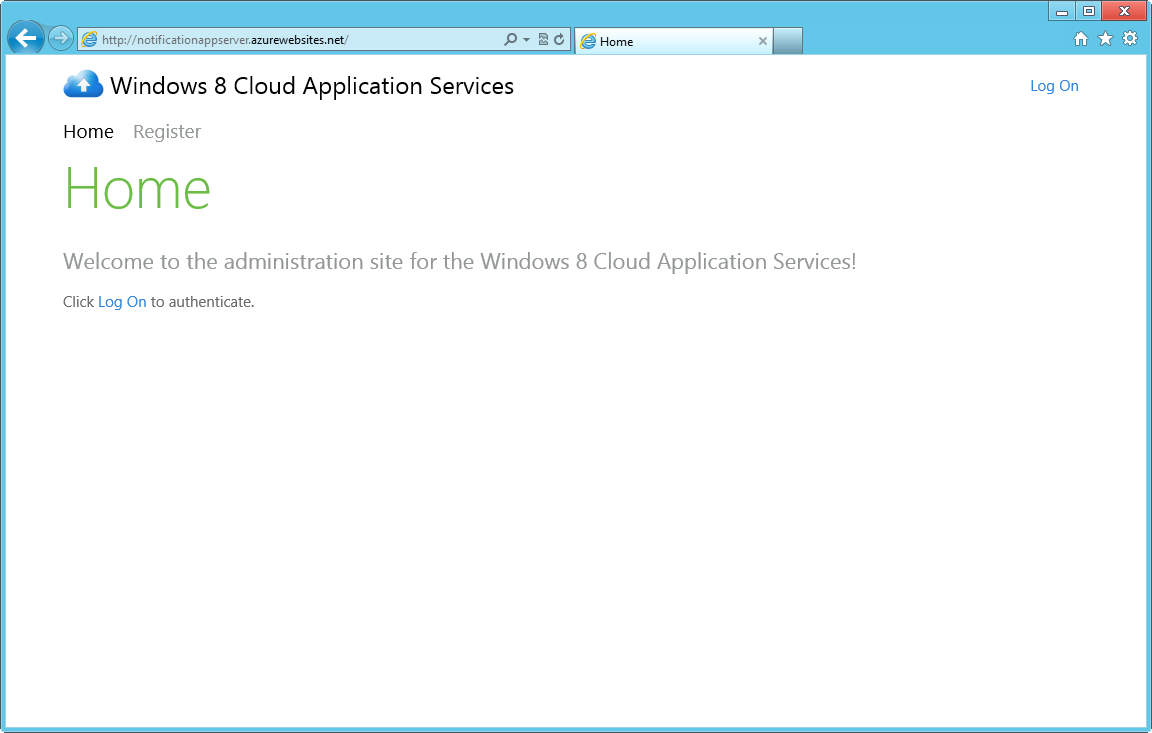 http://notificationappserver.azurewebsites.net/
Home
Windows 8 Cloud Application Services
Log On
Home Register
Home
Welcome to the administration site for the Windows 8 Cloud Application Services!
Click Log On to authenticate.